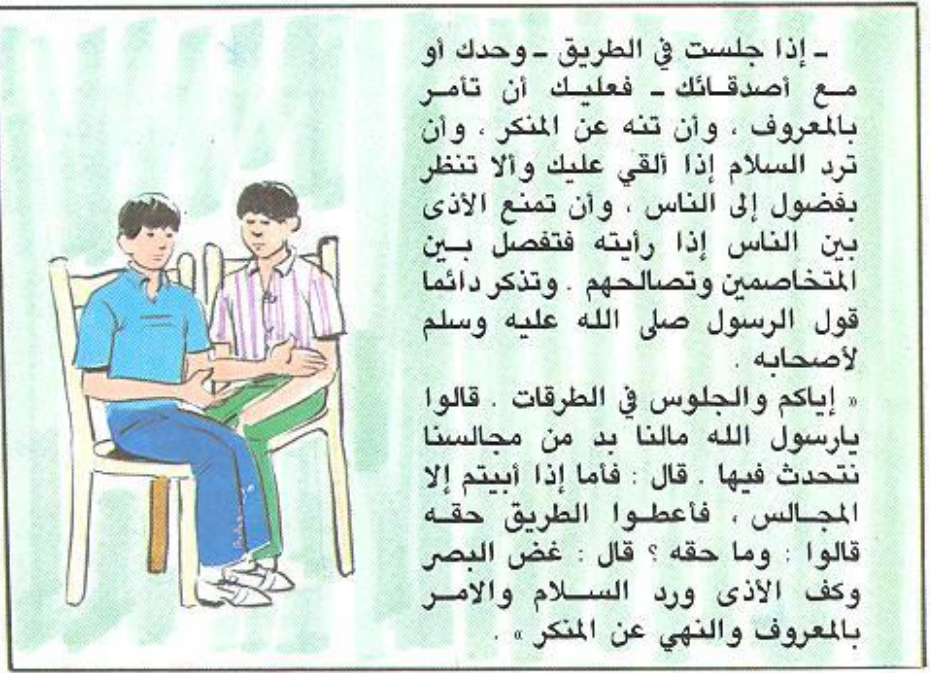 ـ إذا جلست في الطريق ـ وحدك أو
مع أصدقائك ـ فعليك أن تأمر
بالمعروف ، وأن تنه عن المنكر ، وأن
ترد السلام إذا ألقي عليك وألا تنظر
بفضول إلى الناس ، وأن تمنع الأذى
بين الناس إذا رأيته فتفصل بين
المتخاصمين وتصالحهم . وتذكر دائما
قول الرسول صلى الله عليه وسلم
لأصحابه .
« إياكم والجلوس في الطرقات . قالوا
يارسول الله مالنا بد من مجالسنا
نتحدث فيها . قال : فأما إذا أبيتم إلا
المجالس ، فأعطوا الطريق حقه
قالوا : وما حقه ؟ قال : غض البصر
وكف الأذى ورد السلام والامر
بالمعروف والنهي عن المنكر » .